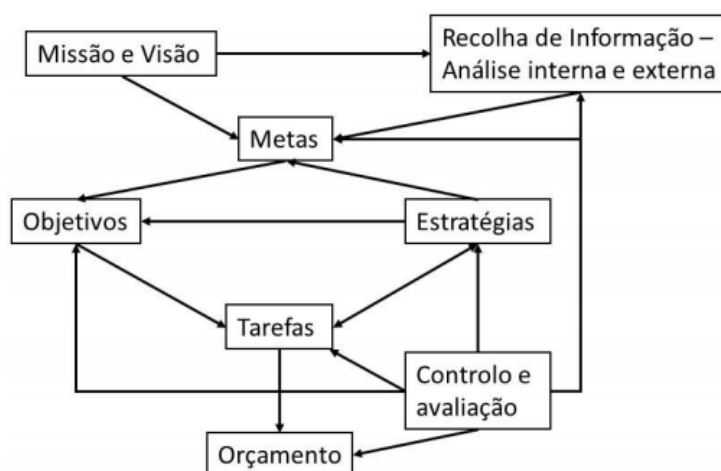 Missão e Visão
Recolha de Informação –
Análise interna e externa
Metas
Objetivos
Estratégias
Tarefas
Controlo e
avaliação
Orçamento